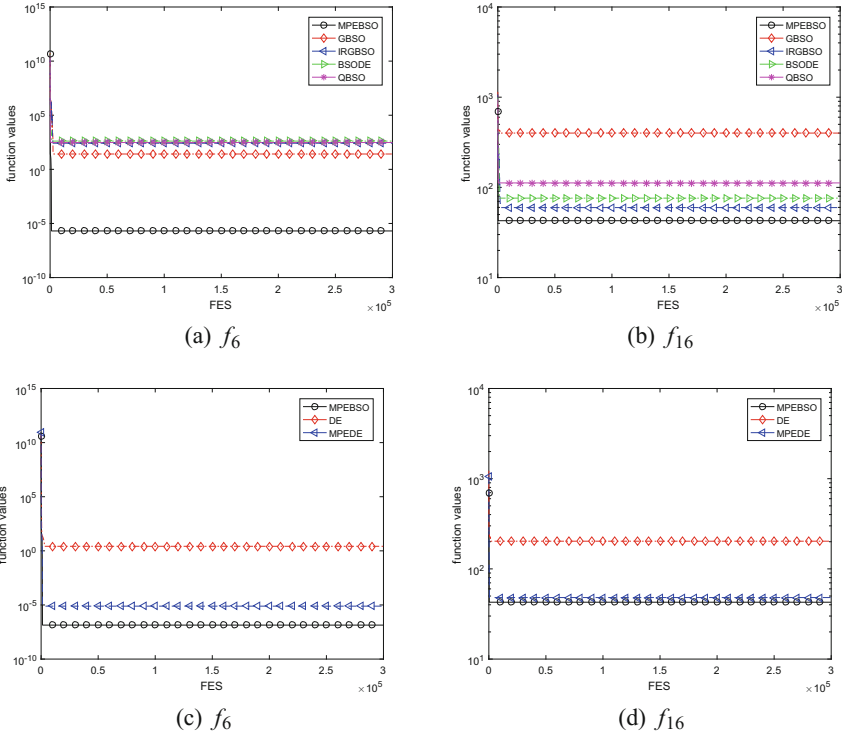 10^15
10^10
10^5
10^0
10^-5
10^-10
function values
0 0.5 1 1.5 2 2.5 3
FES
×10^5
MPEBSO
GBSO
IRGBSO
BSODE
QBSO
(a) f_6
10^4
10^3
10^2
10^1
function values
0 0.5 1 1.5 2 2.5 3
FES
×10^5
MPEBSO
GBSO
IRGBSO
BSODE
QBSO
(b) f_16
10^15
10^10
10^5
10^0
10^-5
10^-10
function values
0 0.5 1 1.5 2 2.5 3
FES
×10^5
MPEBSO
DE
MPEDE
(c) f_6
10^4
10^3
10^2
10^1
function values
0 0.5 1 1.5 2 2.5 3
FES
×10^5
MPEBSO
DE
MPEDE
(d) f_16